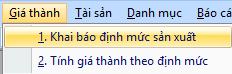 Giá thành Tài sản Danh mục Báo cá
1. Khai báo định mức sản xuất
2. Tính giá thành theo định mức